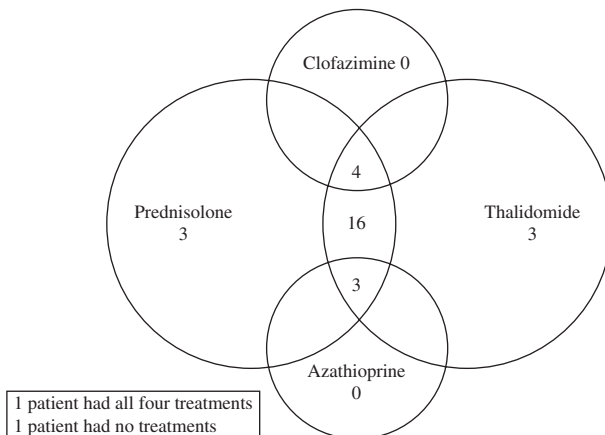 Clofazimine 0
4
Prednisolone
3
16
Thalidomide
3
3
Azathioprine
0
1 patient had all four treatments
1 patient had no treatments